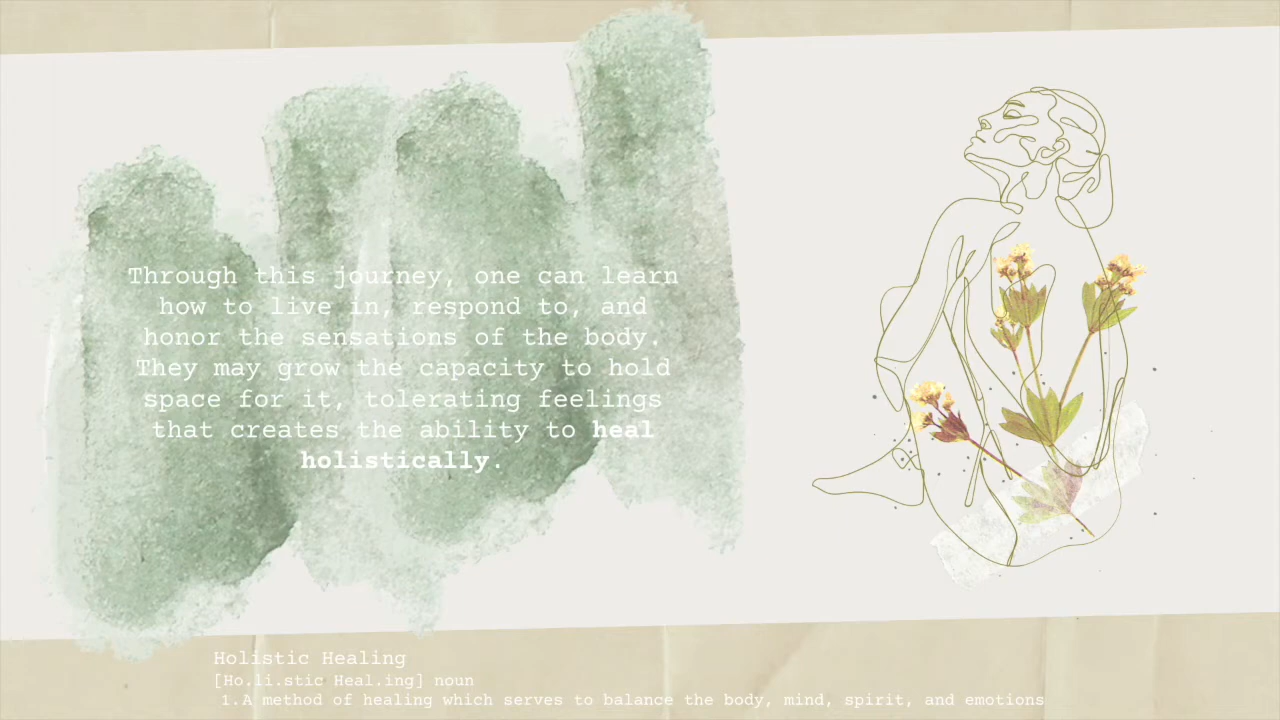 Through this journey, one can learn
how to live in, respond to, and
honor the sensations of the body.
They may grow the capacity to hold
space for it, tolerating feelings
that creates the ability to heal
holistically.
Holistic Healing
[Ho.li.stic Heal.ing] noun
1.A method of healing which serves to balance the body, mind, spirit, and emotions